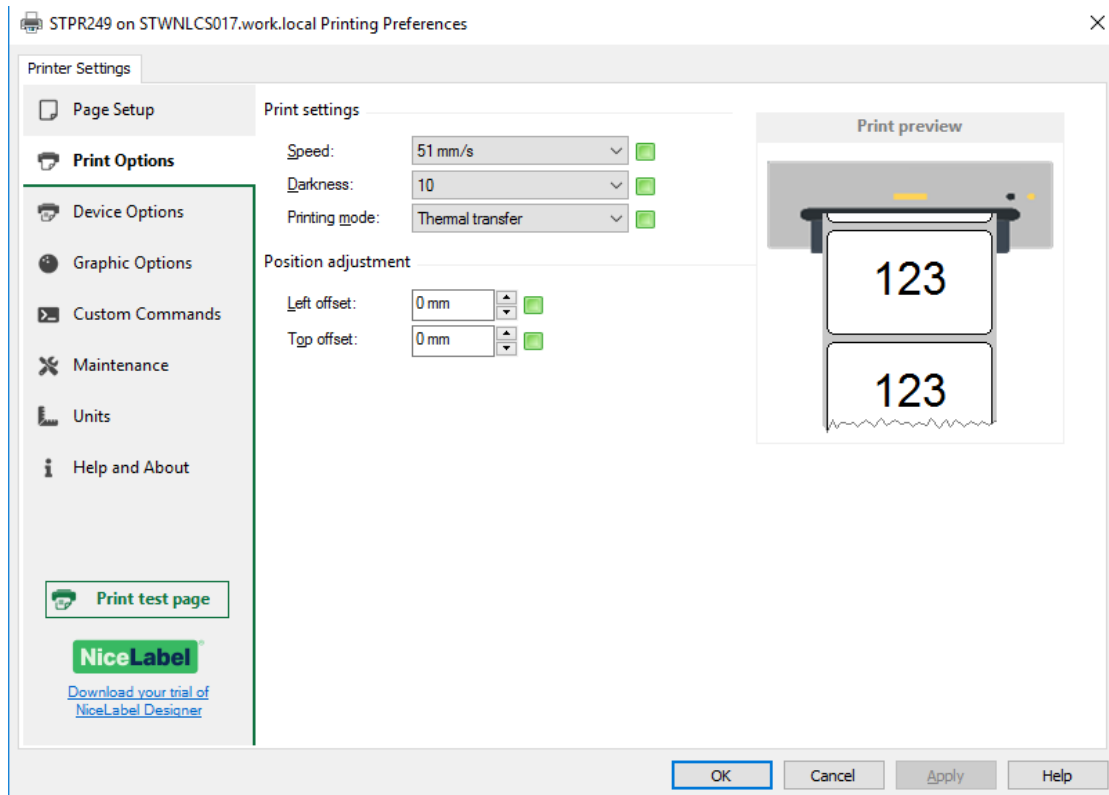 STPR249 on STWNLCS017.work.local Printing Preferences
Printer Settings
Page Setup
Print Options
Device Options
Graphic Options
Custom Commands
Maintenance
Units
Help and About
Print test page
NiceLabel®
Download your trial of
NiceLabel Designer
Print settings
Speed: 51 mm/s
Darkness: 10
Printing mode: Thermal transfer
Position adjustment
Left offset: 0 mm
Top offset: 0 mm
Print preview
123
123
OK Cancel Apply Help